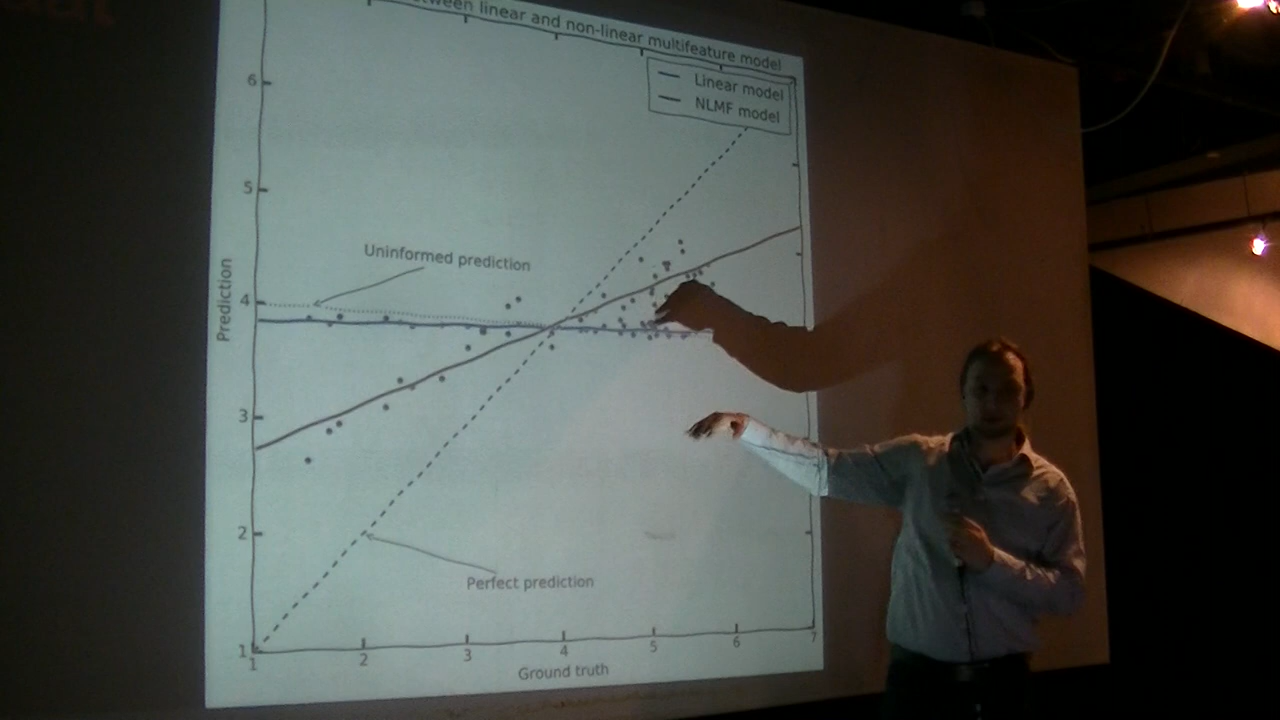 between linear and non-linear multifeature model
Linear model
NLMF model
6
5
4
3
2
1
Prediction
Uninformed prediction
Perfect prediction
1 2 3 4 5 6 7
Ground truth